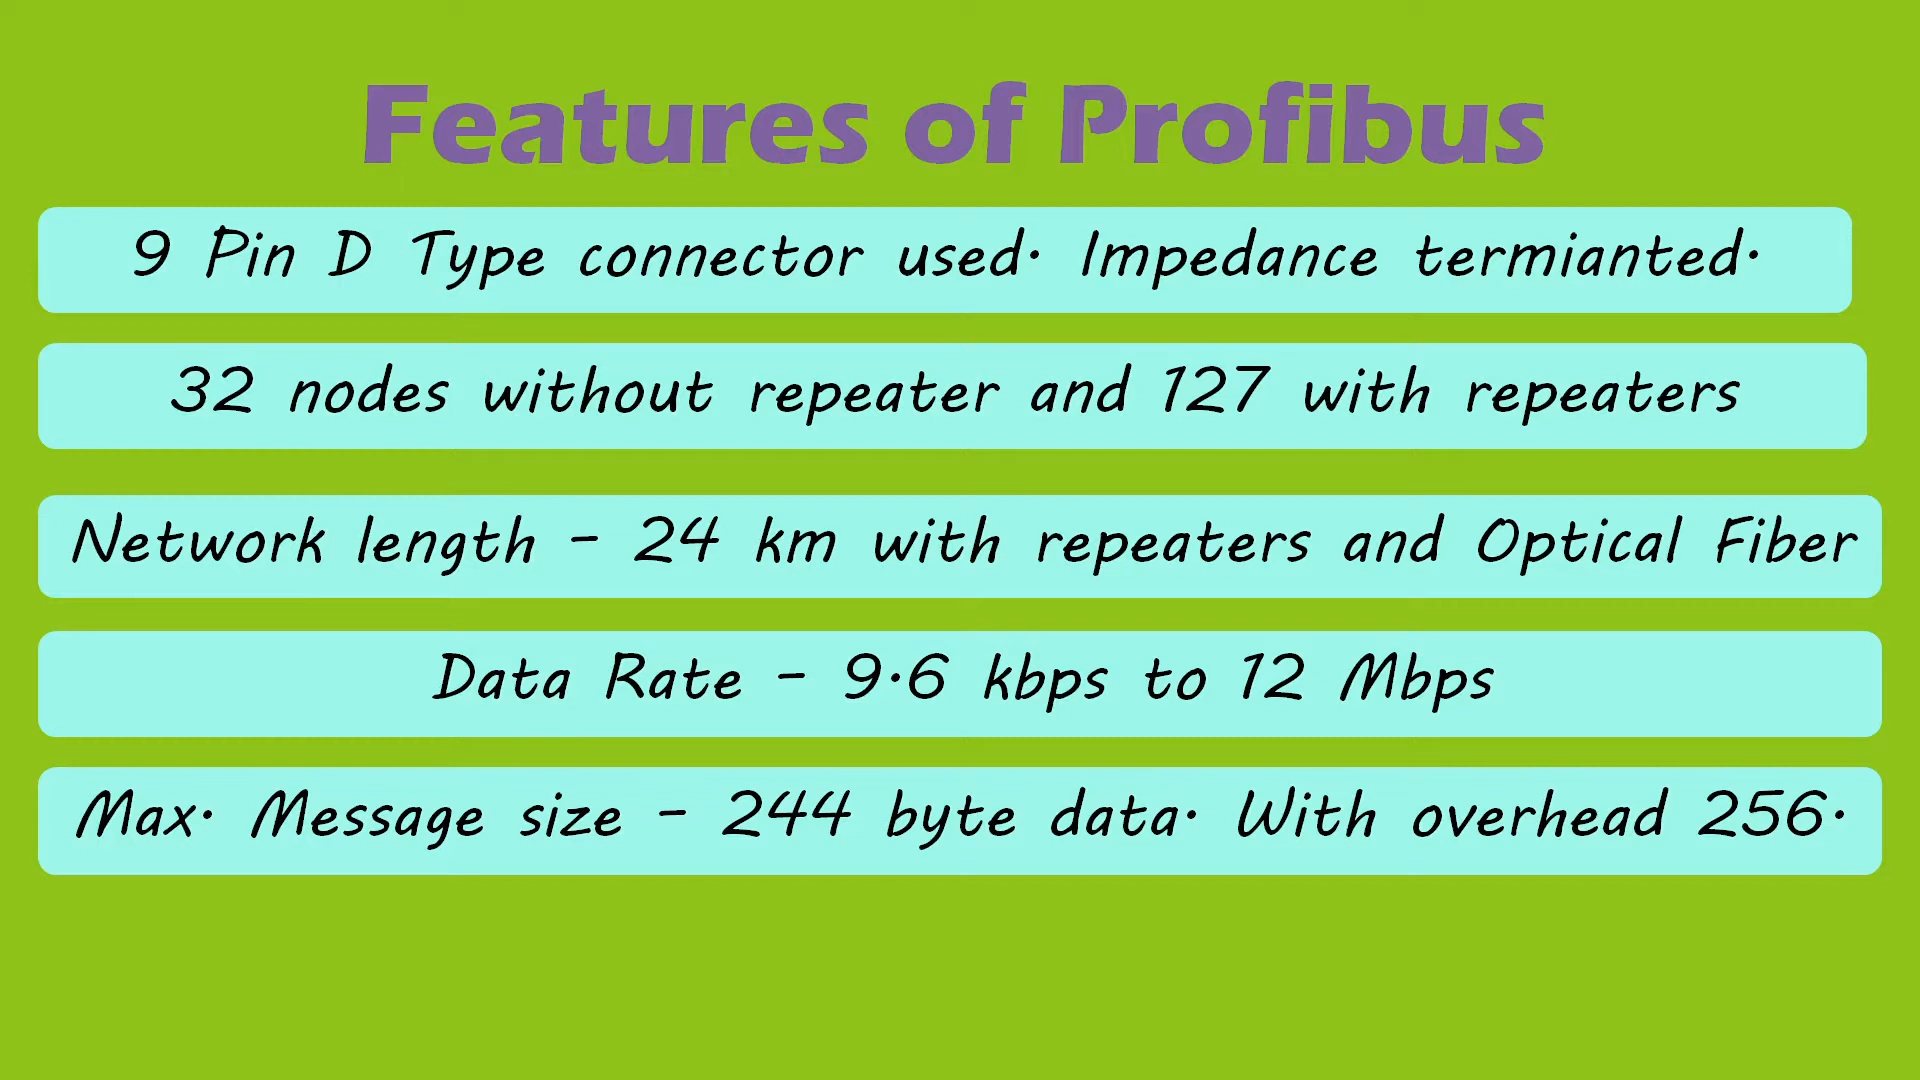 Features of Profibus
9 Pin D Type connector used. Impedance termianted.
32 nodes without repeater and 127 with repeaters
Network length - 24 km with repeaters and Optical Fiber
Data Rate - 9.6 kbps to 12 Mbps
Max. Message size - 244 byte data. With overhead 256.